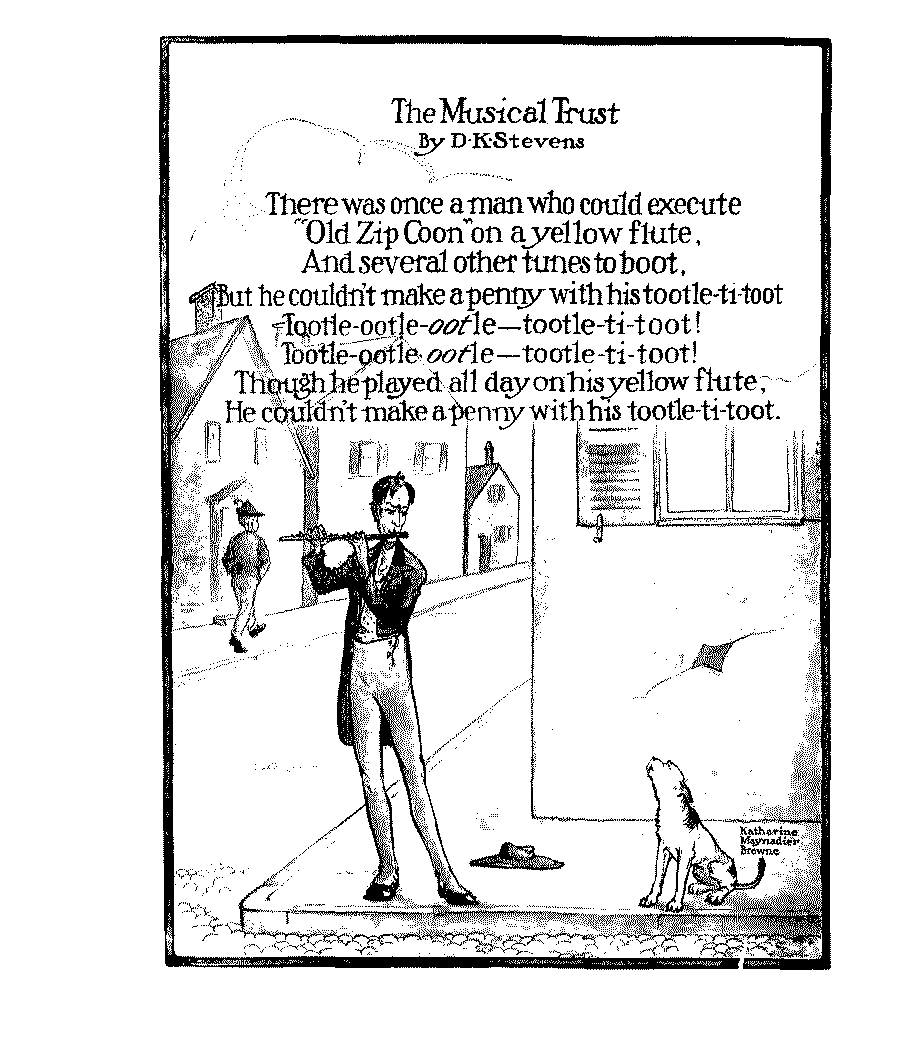 The Musical Trust
By D·K·Stevens
There was once a man who could execute
"Old Zip Coon" on a yellow flute,
And several other tunes to boot,
But he couldn't make a penny with his tootle-ti-toot
Tootle-ootle-ootle—tootle-ti-toot!
Tootle-ootle-ootle—tootle-ti-toot!
Though he played all day on his yellow flute,
He couldn't make a penny with his tootle-ti-toot.
Katharine
Maynadier
Browne